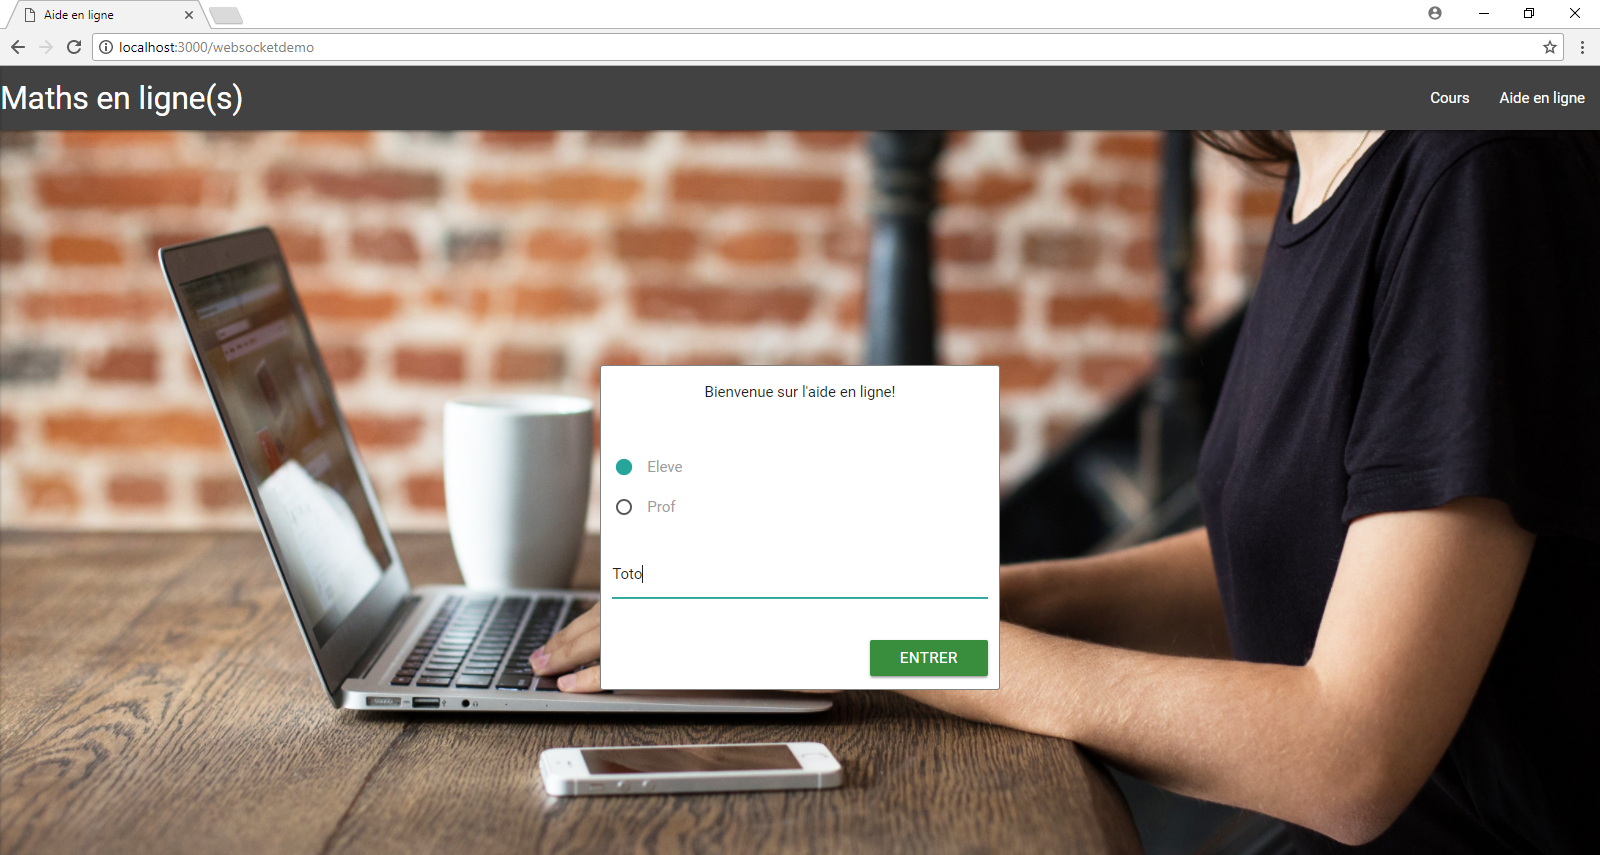 Aide en ligne
localhost:3000/websocketdemo
Maths en ligne(s)
Cours
Aide en ligne
Bienvenue sur l'aide en ligne!
Eleve
Prof
Toto
ENTRER